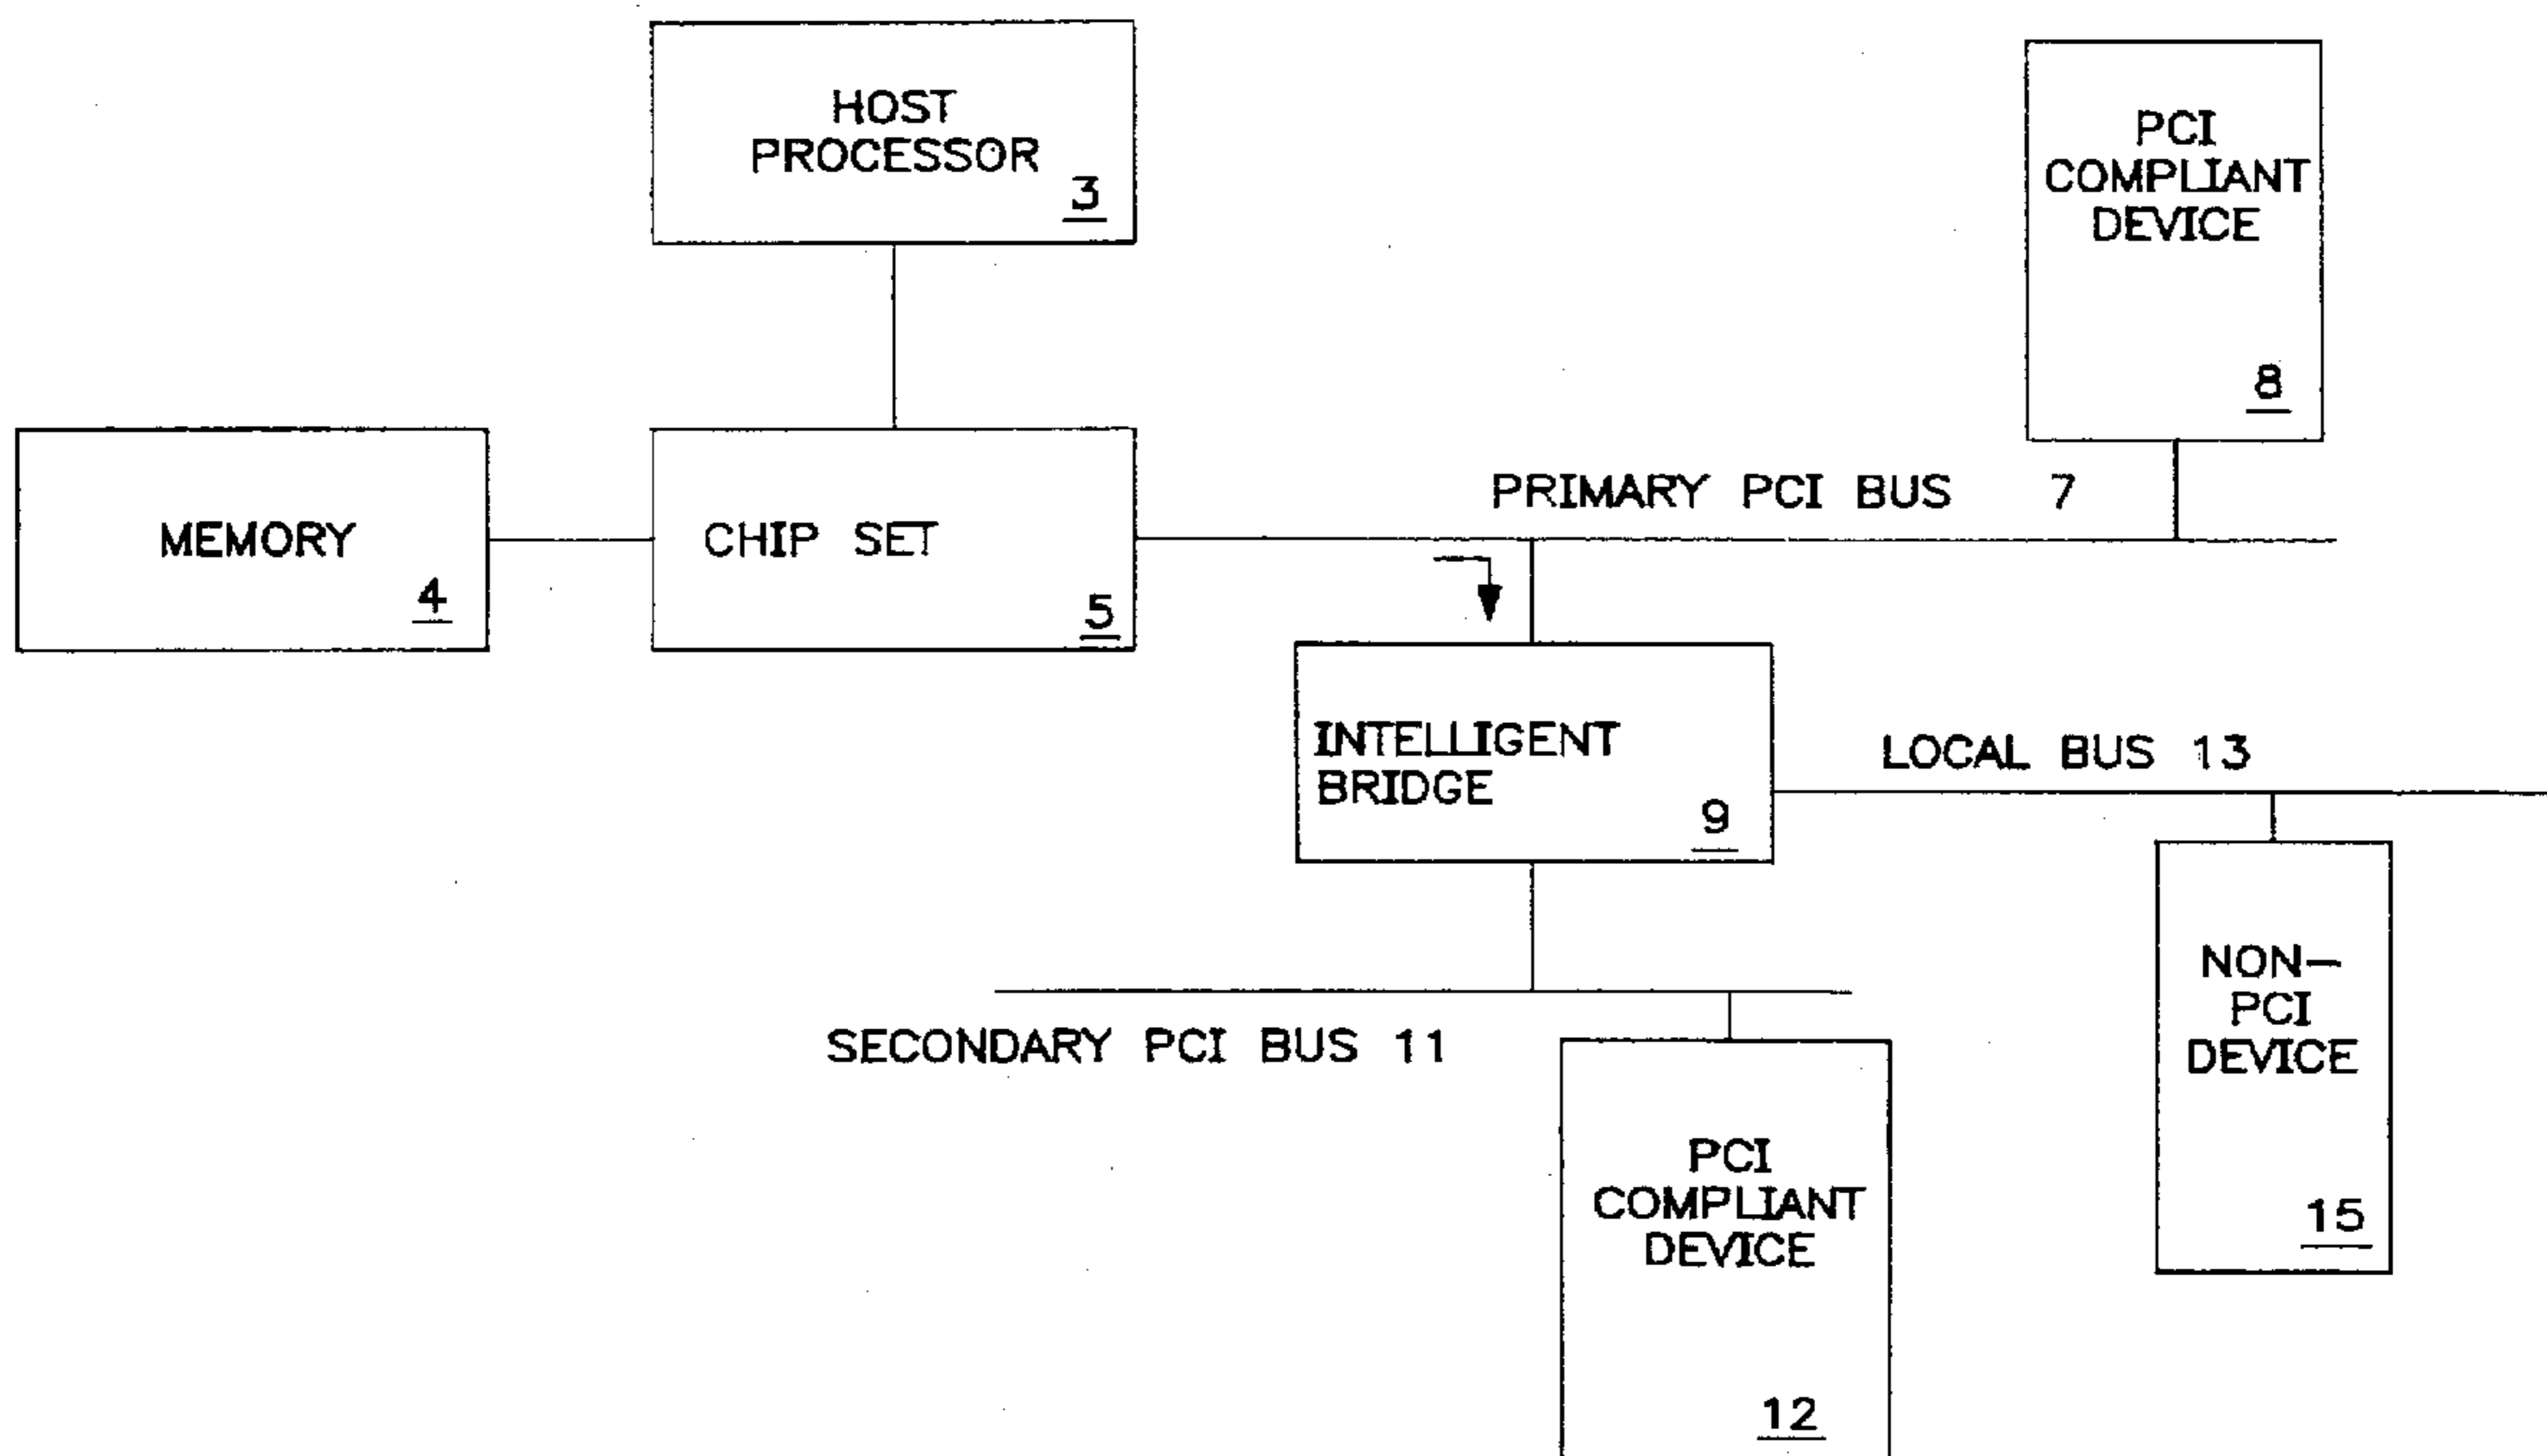 HOST
PROCESSOR
3
PCI
COMPLIANT
DEVICE
8
MEMORY
4
CHIP SET
5
PRIMARY PCI BUS 7
INTELLIGENT
BRIDGE
9
LOCAL BUS 13
SECONDARY PCI BUS 11
NON-
PCI
DEVICE
15
PCI
COMPLIANT
DEVICE
12